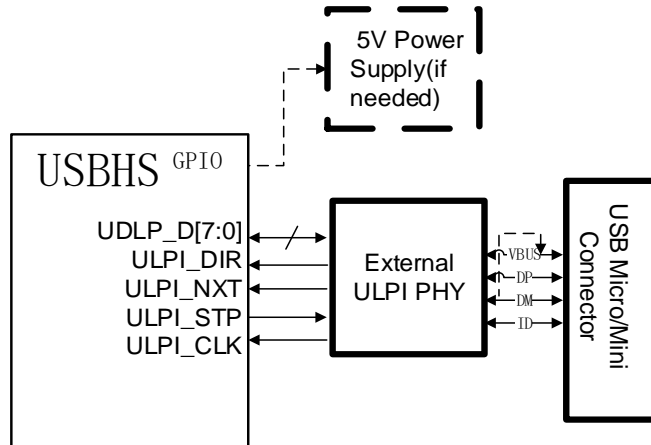 5V Power
Supply(if
needed)
USBHS GPIO
UDLP_D[7:0]
ULPI_DIR
ULPI_NXT
ULPI_STP
ULPI_CLK
External
ULPI PHY
VBUS
DP
DM
ID
USB Micro/Mini
Connector